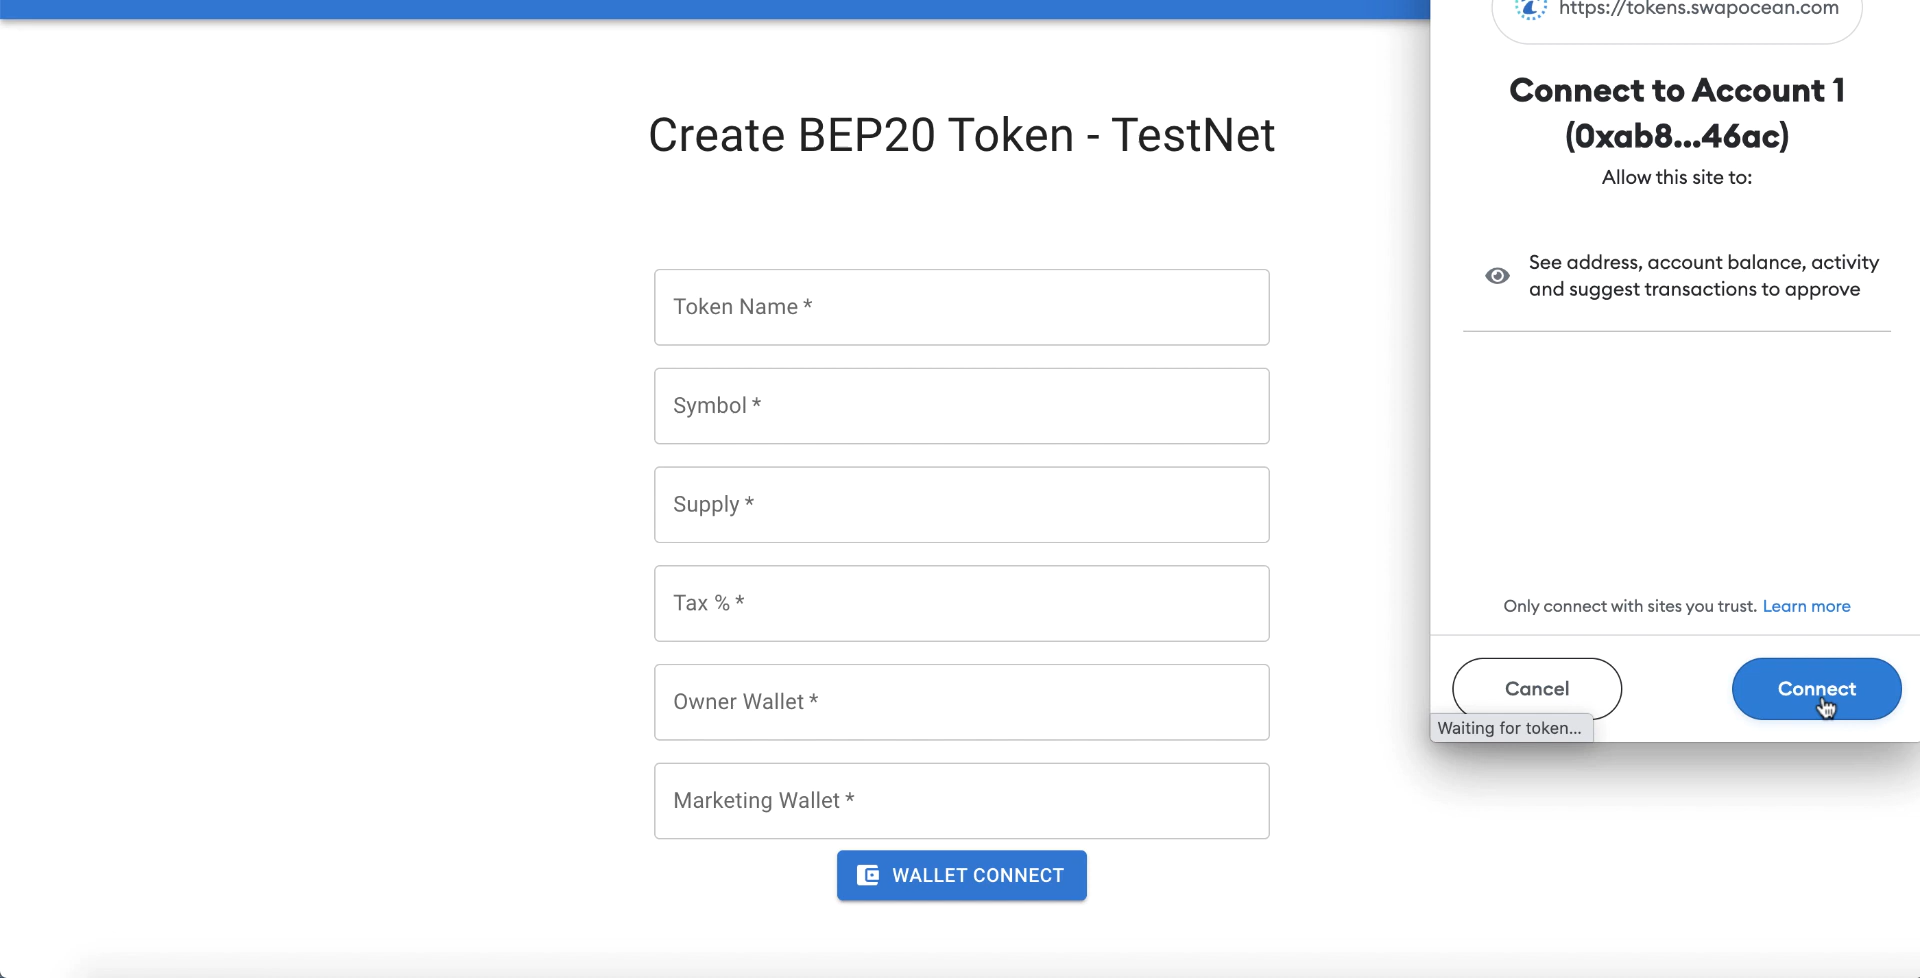 Create BEP20 Token - TestNet
Token Name *
Symbol *
Supply *
Tax % *
Owner Wallet *
Marketing Wallet *
WALLET CONNECT
https://tokens.swapocean.com
Connect to Account 1
(0xab8...46ac)
Allow this site to:
See address, account balance, activity
and suggest transactions to approve
Only connect with sites you trust. Learn more
Cancel
Connect
Waiting for token...